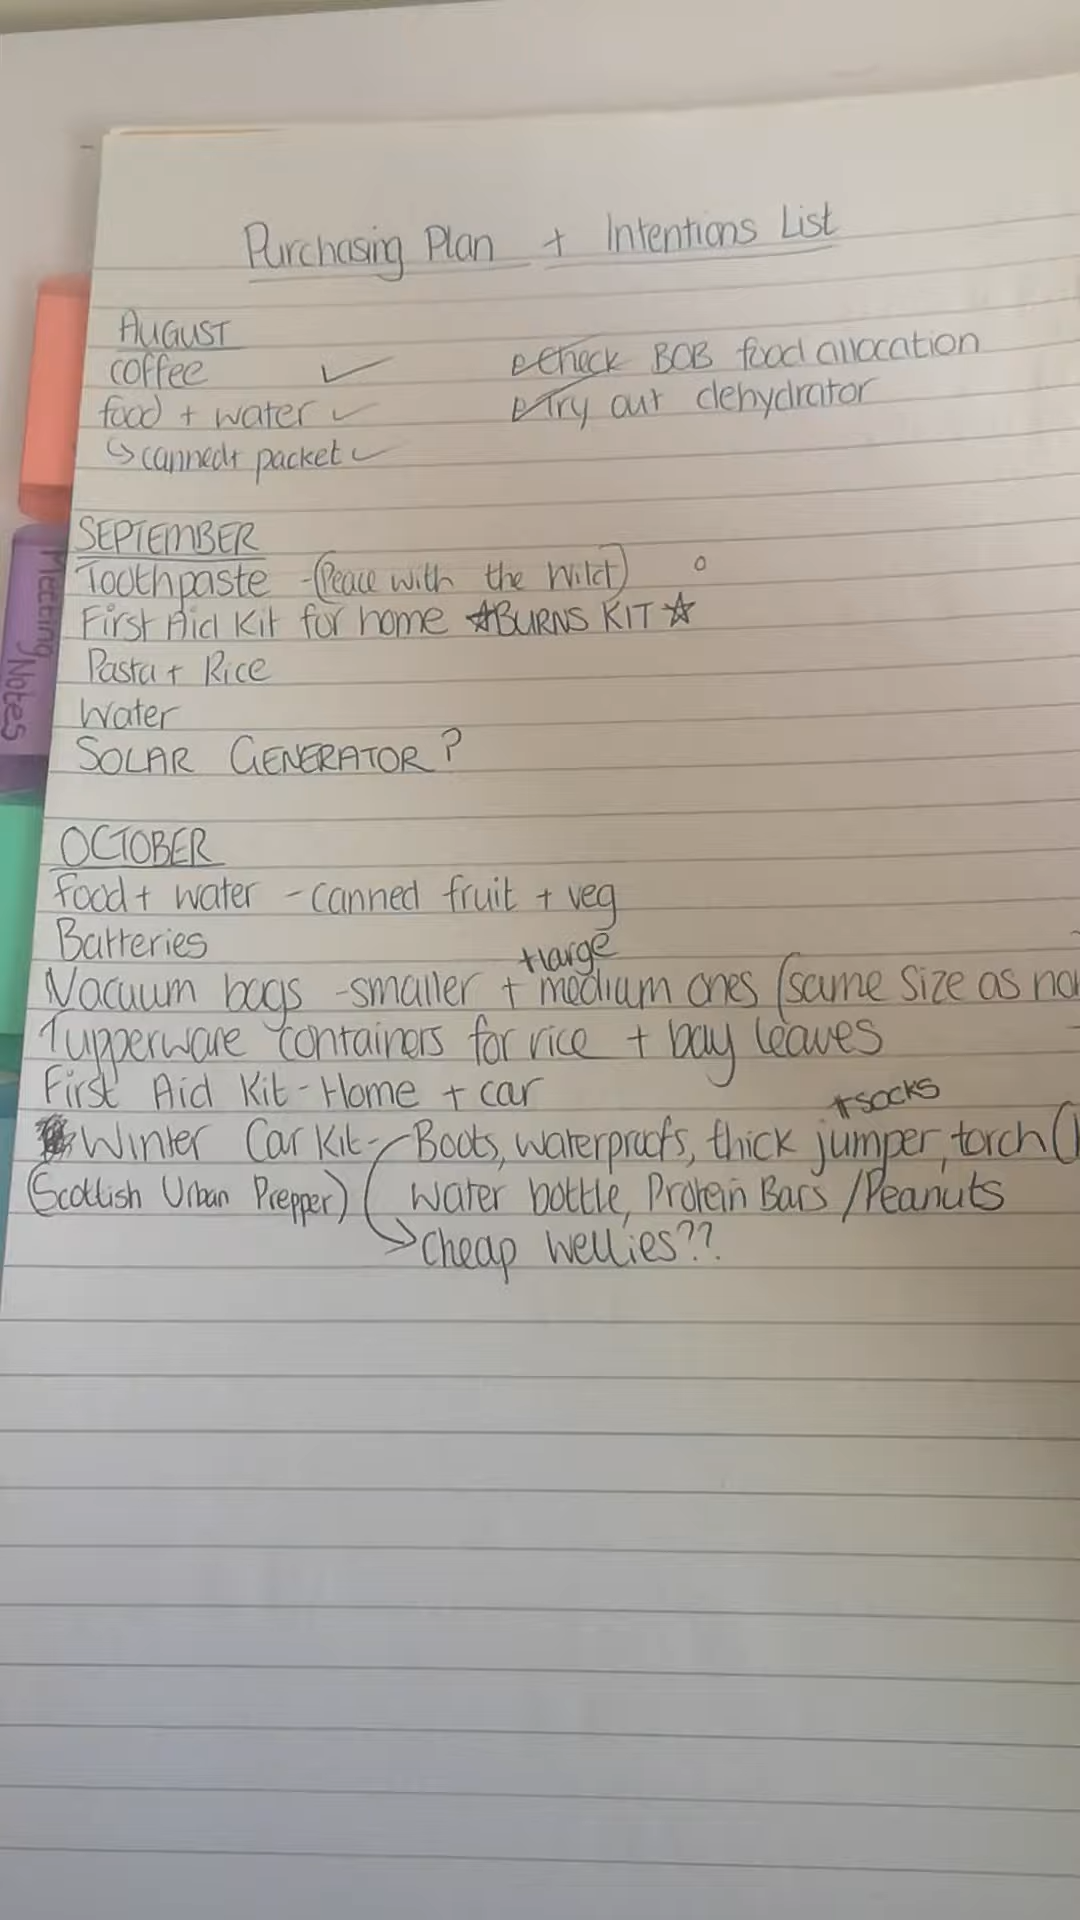 Purchasing Plan + Intentions List
AUGUST
coffee ✓
Check BOB food allocation
food + water ✓
Try out dehydrator
↳ canned + packet ✓
SEPTEMBER
Toothpaste - (Peace with the Wild)
First Aid Kit for home ☆BURNS KIT☆
Pasta + Rice
Water
SOLAR GENERATOR?
OCTOBER
Food + water - canned fruit + veg
Batteries
+large
Vacuum bags - smaller + medium ones (same size as
Tupperware containers for rice + bay leaves
First Aid Kit - Home + car
+socks
Winter Car Kit - Boots, waterproofs, thick jumper, torch (
(Scottish Urban Prepper) water bottle, Protein Bars / Peanuts
→ cheap wellies??
Meeting
Notes